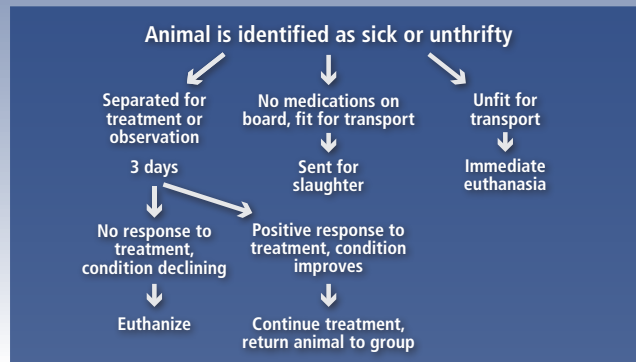 Animal is identified as sick or unthrifty
Separated for
treatment or
observation
3 days
No medications on
board, fit for transport
Sent for
slaughter
Unfit for
transport
Immediate
euthanasia
No response to
treatment,
condition declining
Euthanize
Positive response to
treatment, condition
improves
Continue treatment,
return animal to group